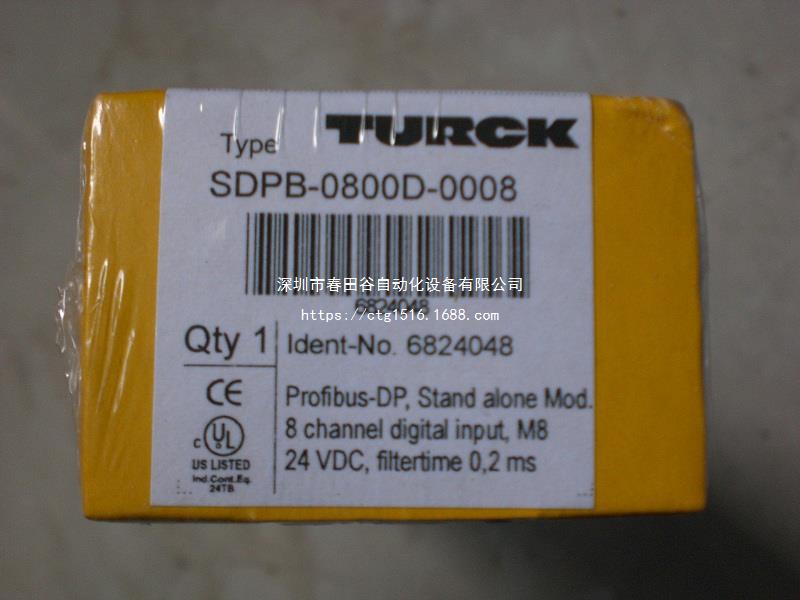 TURCK
Type
SDPB-0800D-0008
深圳市春田谷自动化设备有限公司
6824048
https://ctg1516.1688.com
Qty 1
Ident-No. 6824048
CE
Profibus-DP, Stand alone Mod.
8 channel digital input, M8
24 VDC, filtertime 0,2 ms
c UL
US LISTED
Ind.Cont.Eq.
24TB